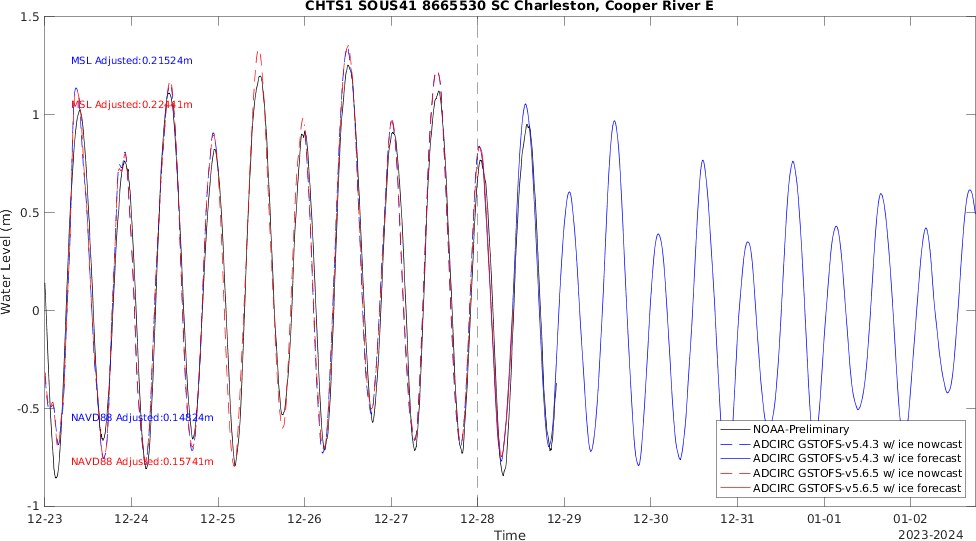 CHTS1 SOUS41 8665530 SC Charleston, Cooper River E
1.5
MSL Adjusted:0.21524m
MSL Adjusted:0.22441m
1
0.5
Water Level (m)
0
-0.5
NAVD88 Adjusted:0.14824m
NAVD88 Adjusted:0.15741m
-1
NOAA-Preliminary
ADCIRC GSTOFS-v5.4.3 w/ ice nowcast
ADCIRC GSTOFS-v5.4.3 w/ ice forecast
ADCIRC GSTOFS-v5.6.5 w/ ice nowcast
ADCIRC GSTOFS-v5.6.5 w/ ice forecast
12-23 12-24 12-25 12-26 12-27 12-28 12-29 12-30 12-31 01-01 01-02
Time
2023-2024